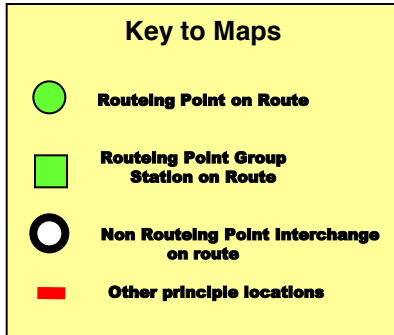 Key to Maps
Routeing Point on Route
Routeing Point Group
Station on Route
Non Routeing Point Interchange
on route
Other principle locations